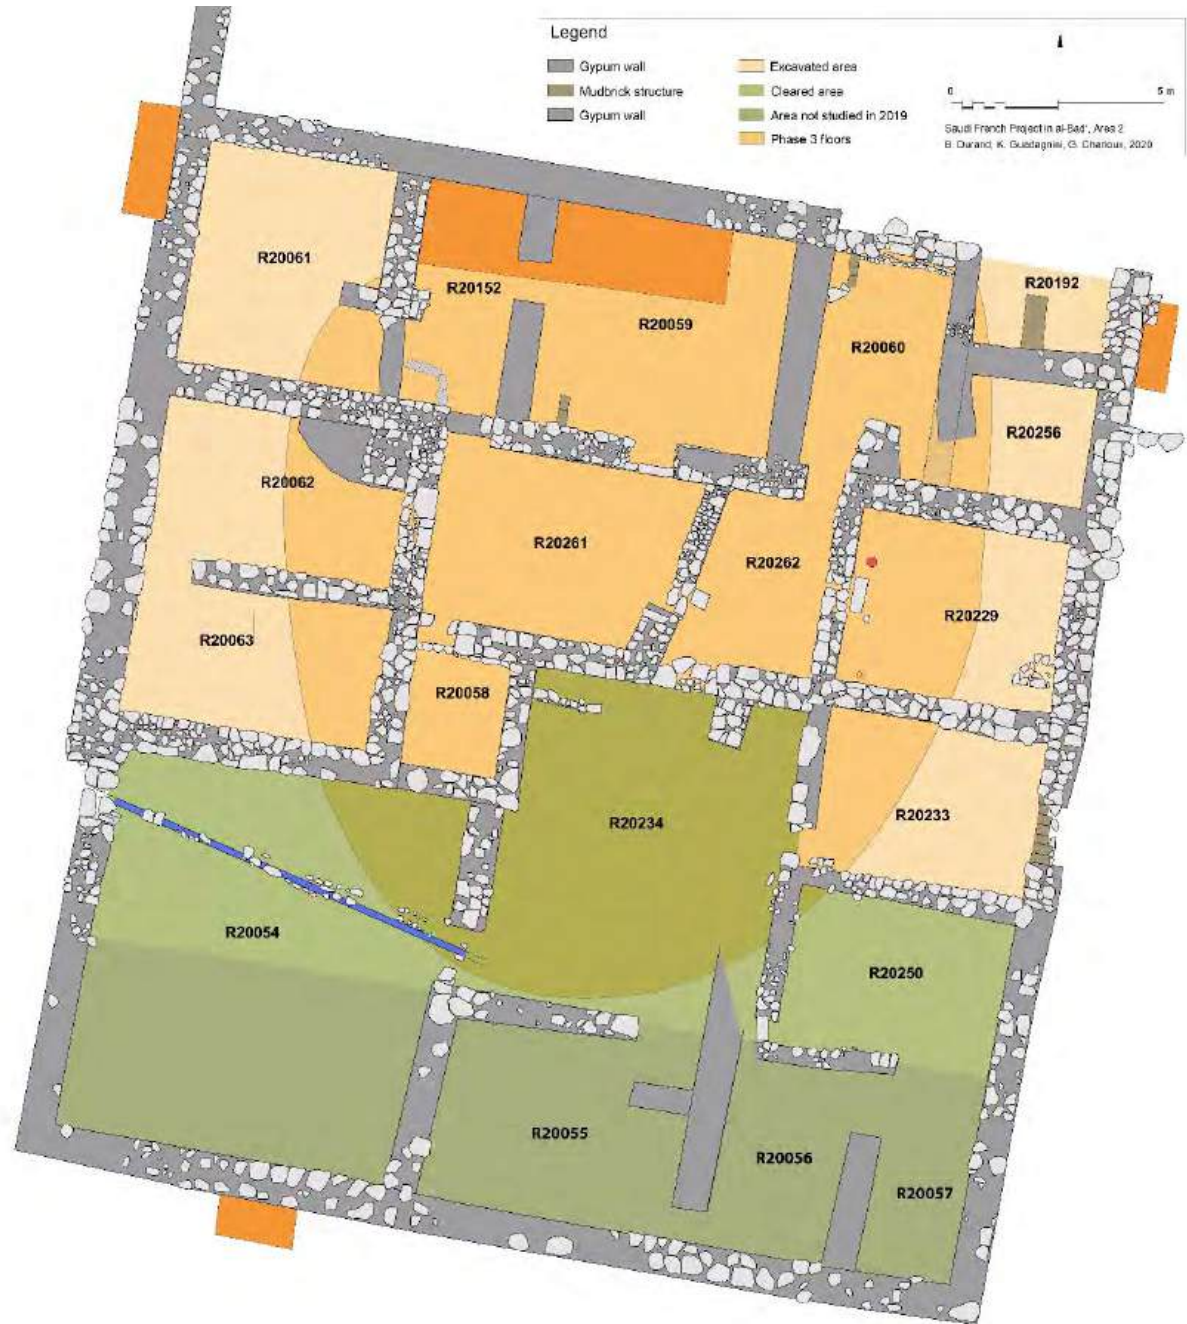 Legend
Gypum wall
Mudbrick structure
Gypum wall
Excavated area
Cleared area
Area not studied in 2019
Phase 3 floors
0 5 m
Saudi French Project in al-Bad', Area 2
B. Durand, K. Guadagnini, G. Charloux, 2020
R20061
R20152
R20059
R20060
R20192
R20256
R20062
R20261
R20262
R20229
R20063
R20058
R20234
R20233
R20054
R20250
R20055
R20056
R20057